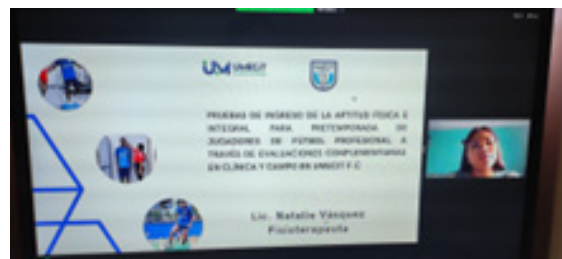 UMECIT
PRUEBAS DE INGRESO DE LA APTITUD FÍSICA E
INTEGRAL PARA PRETEMPORADA DE
JUGADORES DE FUTBOL PROFESIONAL A
TRAVÉS DE EVALUACIONES COMPLEMENTARIAS
EN CLÍNICA Y CAMPO EN UMECIT F.C
Lic. Natalie Vásquez
Fisioterapeuta